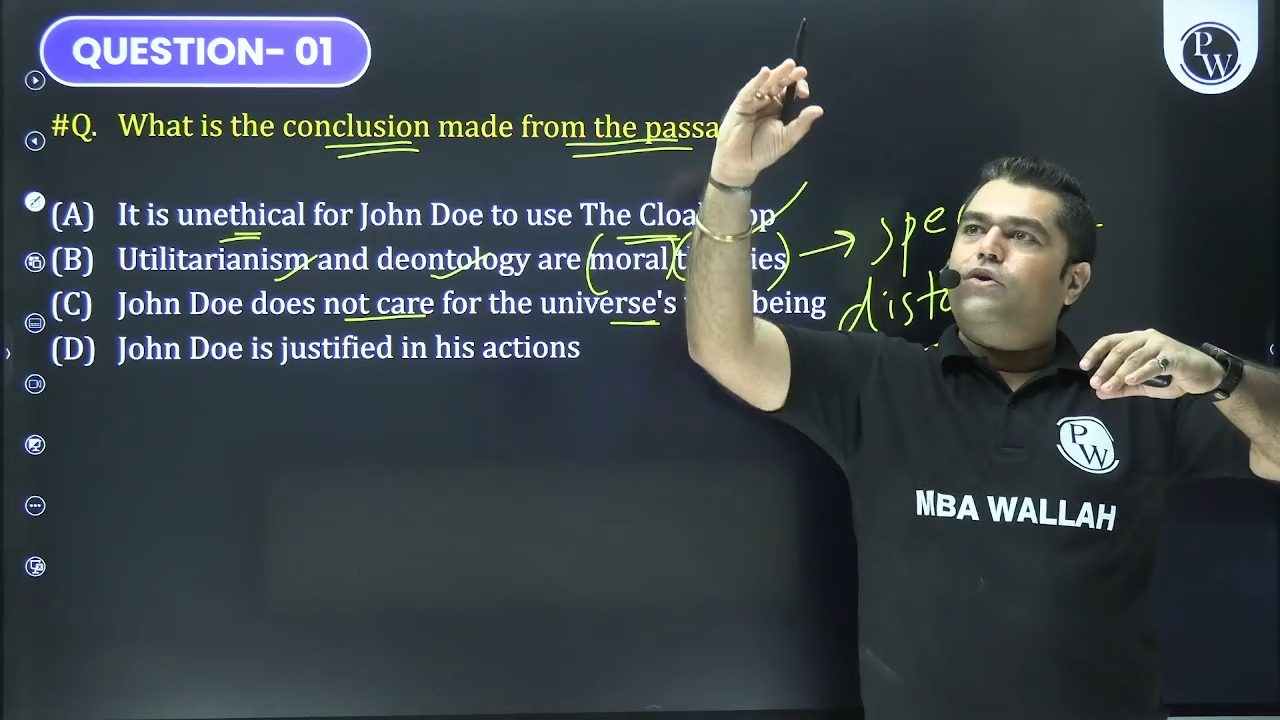 QUESTION- 01
PW
#Q. What is the conclusion made from the
(A) It is unethical for John Doe to use The
(B) Utilitarianism and deontology are moral
(C) John Doe does not care for the universe's being
(D) John Doe is justified in his actions
PW
MBA WALLAH